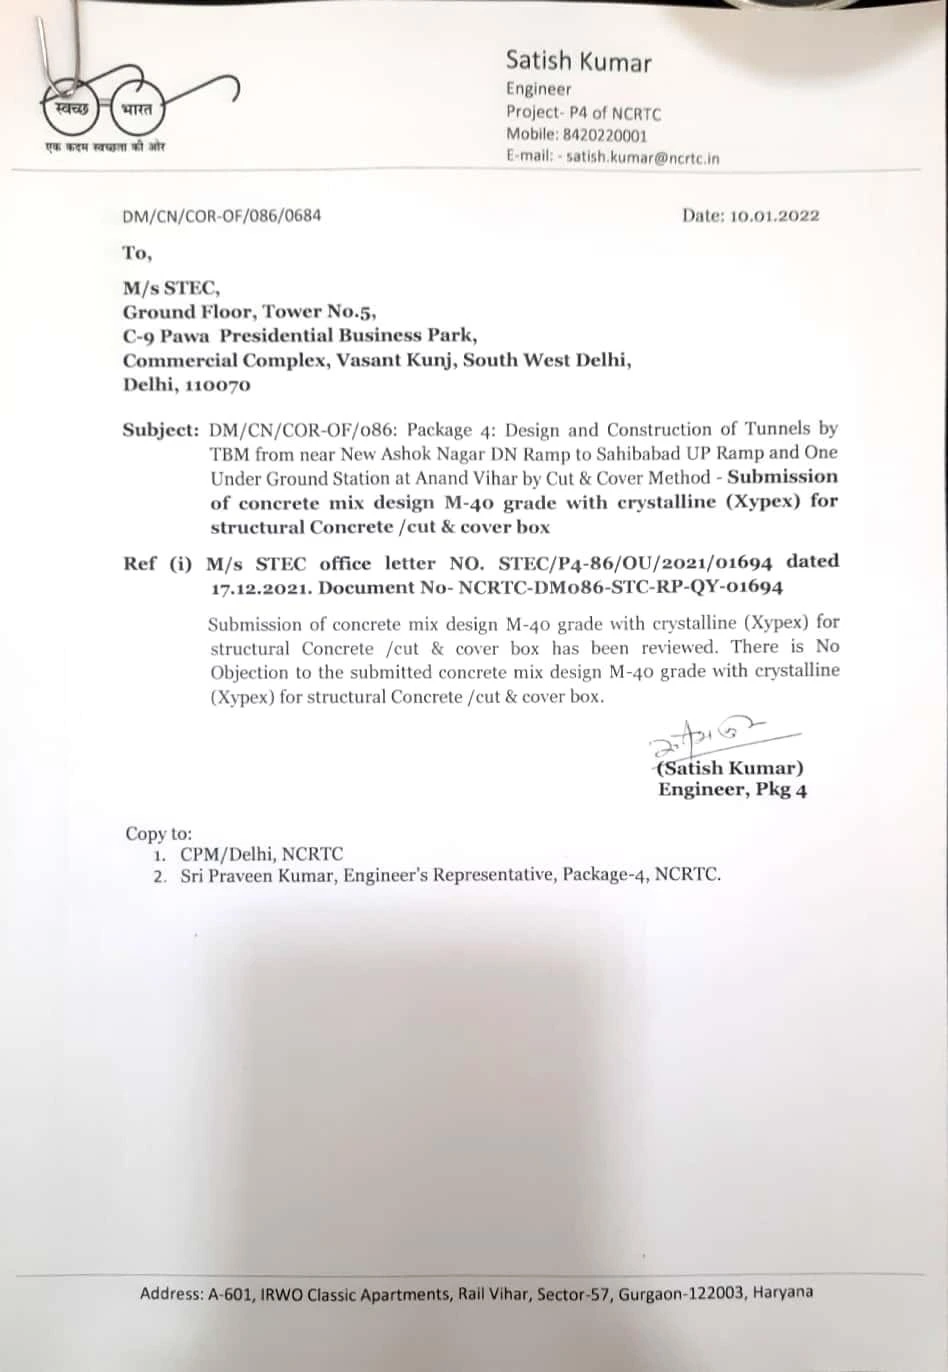 स्वच्छ भारत
एक कदम स्वच्छता की ओर
Satish Kumar
Engineer
Project- P4 of NCRTC
Mobile: 8420220001
E-mail: - satish.kumar@ncrtc.in
DM/CN/COR-OF/086/0684 Date: 10.01.2022
To,
M/s STEC,
Ground Floor, Tower No.5,
C-9 Pawa Presidential Business Park,
Commercial Complex, Vasant Kunj, South West Delhi,
Delhi, 110070
Subject: DM/CN/COR-OF/086: Package 4: Design and Construction of Tunnels by
TBM from near New Ashok Nagar DN Ramp to Sahibabad UP Ramp and One
Under Ground Station at Anand Vihar by Cut & Cover Method - Submission
of concrete mix design M-40 grade with crystalline (Xypex) for
structural Concrete /cut & cover box
Ref (i) M/s STEC office letter NO. STEC/P4-86/OU/2021/01694 dated
17.12.2021. Document No- NCRTC-DM086-STC-RP-QY-01694
Submission of concrete mix design M-40 grade with crystalline (Xypex) for
structural Concrete /cut & cover box has been reviewed. There is No
Objection to the submitted concrete mix design M-40 grade with crystalline
(Xypex) for structural Concrete /cut & cover box.
(Satish Kumar)
Engineer, Pkg 4
Copy to:
1. CPM/Delhi, NCRTC
2. Sri Praveen Kumar, Engineer's Representative, Package-4, NCRTC.
Address: A-601, IRWO Classic Apartments, Rail Vihar, Sector-57, Gurgaon-122003, Haryana